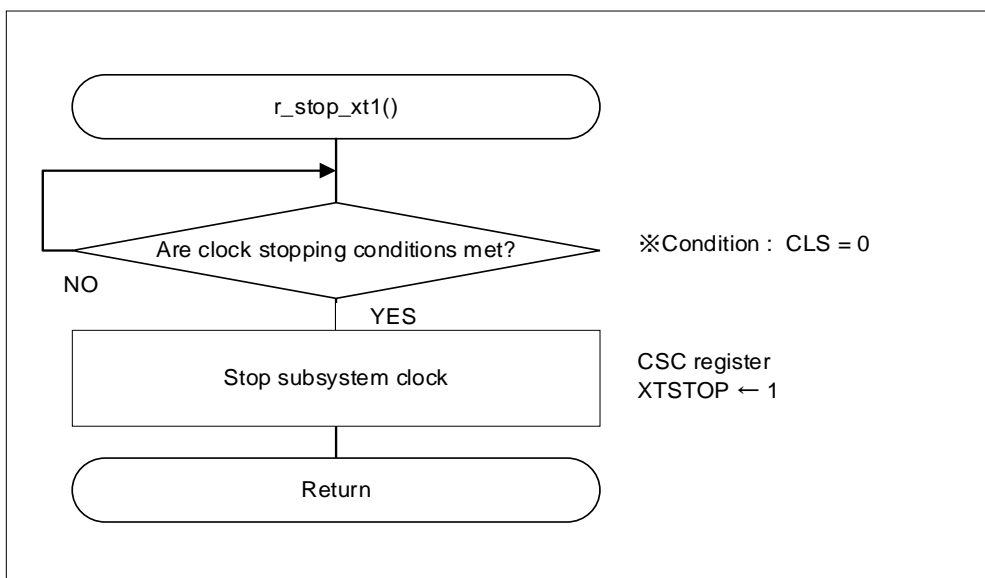 r_stop_xt1()
Are clock stopping conditions met?
※Condition : CLS = 0
NO
YES
Stop subsystem clock
CSC register
XTSTOP ← 1
Return